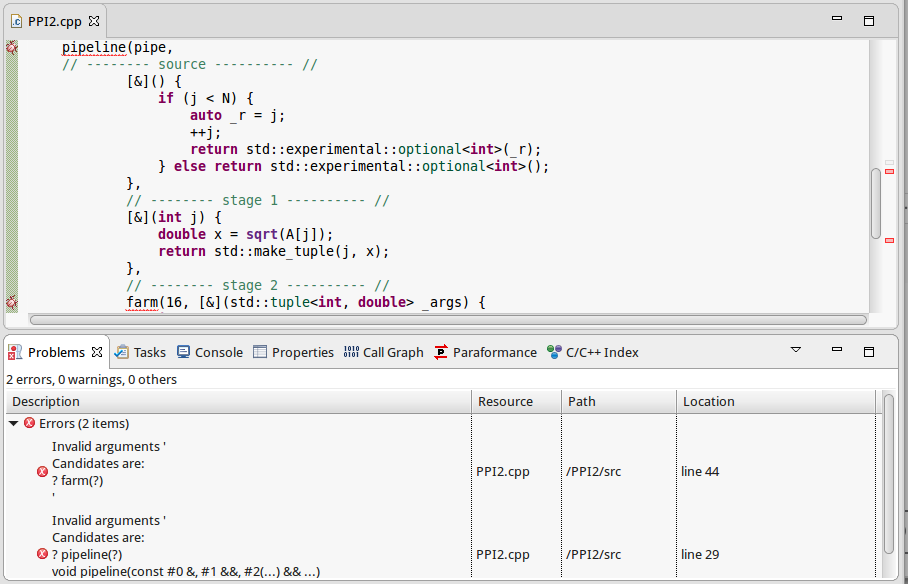 PPI2.cpp
pipeline(pipe,
// -------- source ---------- //
[&]() {
if (j < N) {
auto _r = j;
++j;
return std::experimental::optional<int>(_r);
} else return std::experimental::optional<int>();
},
// -------- stage 1 ---------- //
[&](int j) {
double x = sqrt(A[j]);
return std::make_tuple(j, x);
},
// -------- stage 2 ---------- //
farm(16, [&](std::tuple<int, double> _args) {
Problems Tasks Console Properties Call Graph Paraformance C/C++ Index
2 errors, 0 warnings, 0 others
Description Resource Path Location
Errors (2 items)
Invalid arguments '
Candidates are:
? farm(?)
'
PPI2.cpp /PPI2/src line 44
Invalid arguments '
Candidates are:
? pipeline(?)
void pipeline(const #0 &, #1 &&, #2(...) && ...)
PPI2.cpp /PPI2/src line 29